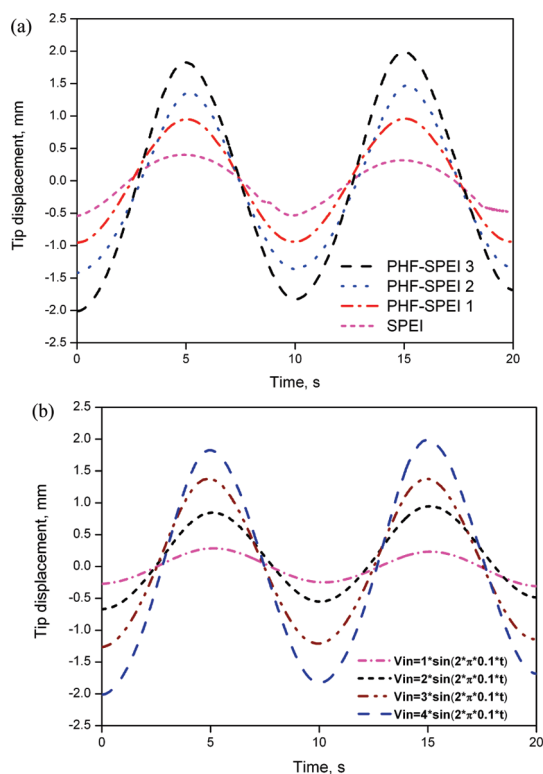 (a)
2.5
2.0
1.5
1.0
0.5
0.0
-0.5
-1.0
-1.5
-2.0
-2.5
Tip displacement, mm
PHF-SPEI 3
PHF-SPEI 2
PHF-SPEI 1
SPEI
0
5
10
15
20
Time, s
(b)
2.5
2.0
1.5
1.0
0.5
0.0
-0.5
-1.0
-1.5
-2.0
-2.5
Tip displacement, mm
Vin=1*sin(2*π*0.1*t)
Vin=2*sin(2*π*0.1*t)
Vin=3*sin(2*π*0.1*t)
Vin=4*sin(2*π*0.1*t)
0
5
10
15
20
Time, s